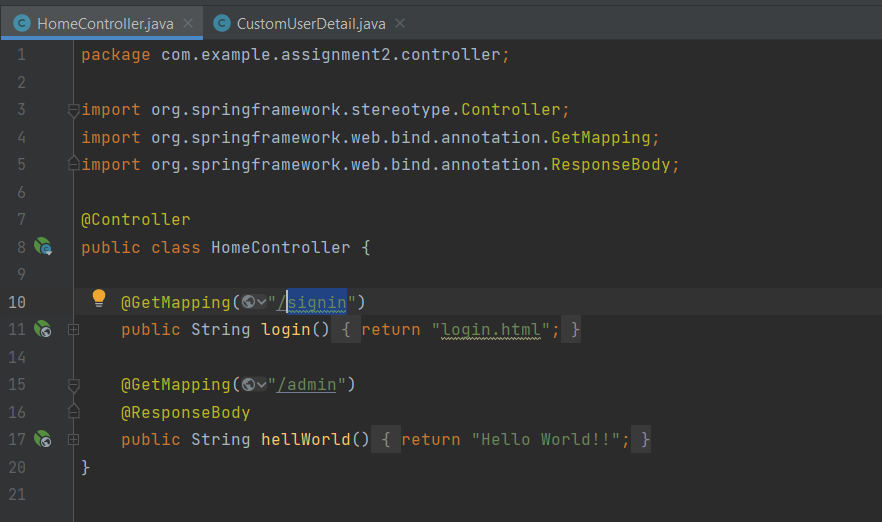 HomeController.java CustomUserDetail.java
1 package com.example.assignment2.controller;
2
3 import org.springframework.stereotype.Controller;
4 import org.springframework.web.bind.annotation.GetMapping;
5 import org.springframework.web.bind.annotation.ResponseBody;
6
7 @Controller
8 public class HomeController {
9
10 @GetMapping("/signin")
11 public String login() { return "login.html"; }
14
15 @GetMapping("/admin")
16 @ResponseBody
17 public String hellWorld() { return "Hello World!!"; }
20 }
21